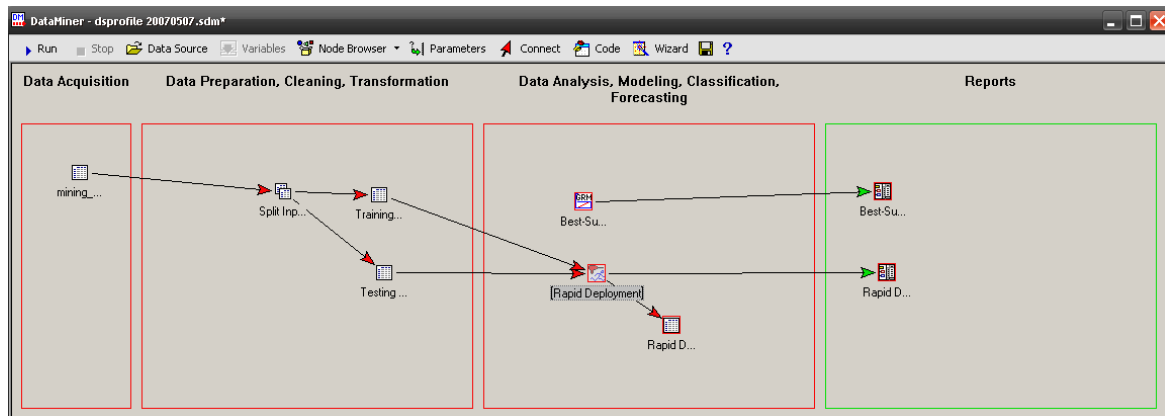 DM DataMiner - dsprofile 20070507.sdm*
Run Stop Data Source Variables Node Browser Parameters Connect Code Wizard ?
Data Acquisition Data Preparation, Cleaning, Transformation Data Analysis, Modeling, Classification, Reports
Forecasting
mining_...
Split Inp...
Training...
GRM
Best-Su...
Best-Su...
Testing ...
[Rapid Deployment]
Rapid D...
Rapid D...